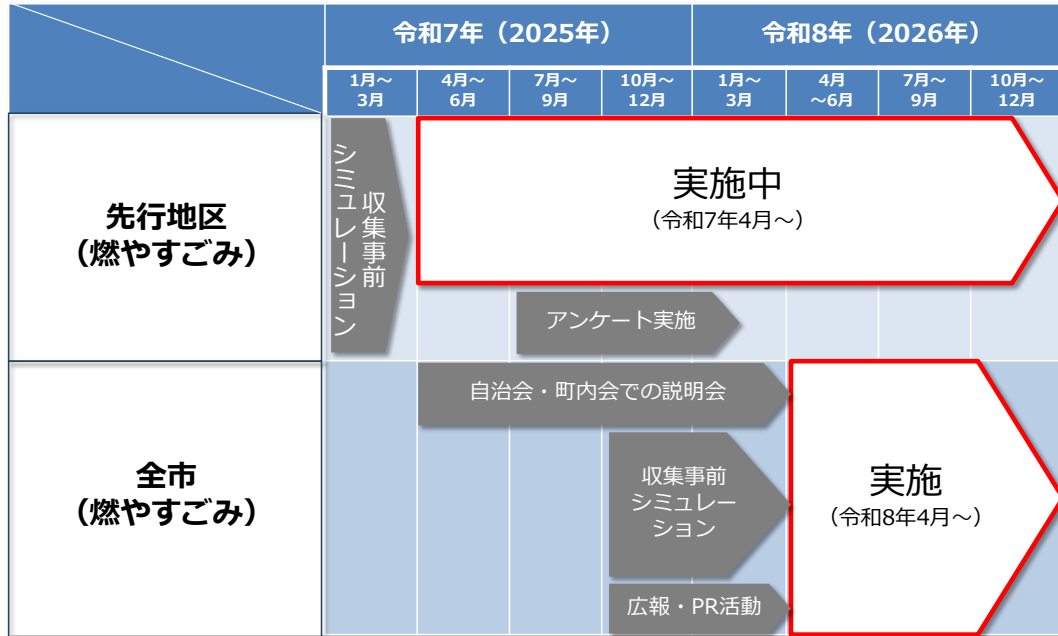 令和7年（2025年）
令和8年（2026年）
1月～
3月
4月～
6月
7月～
9月
10月～
12月
1月～
3月
4月
～6月
7月～
9月
10月～
12月
先行地区
（燃やすごみ）
収集事前
シミュレーション
実施中
（令和7年4月～）
アンケート実施
全市
（燃やすごみ）
自治会・町内会での説明会
収集事前
シミュレー
ション
広報・PR活動
実施
（令和8年4月～）